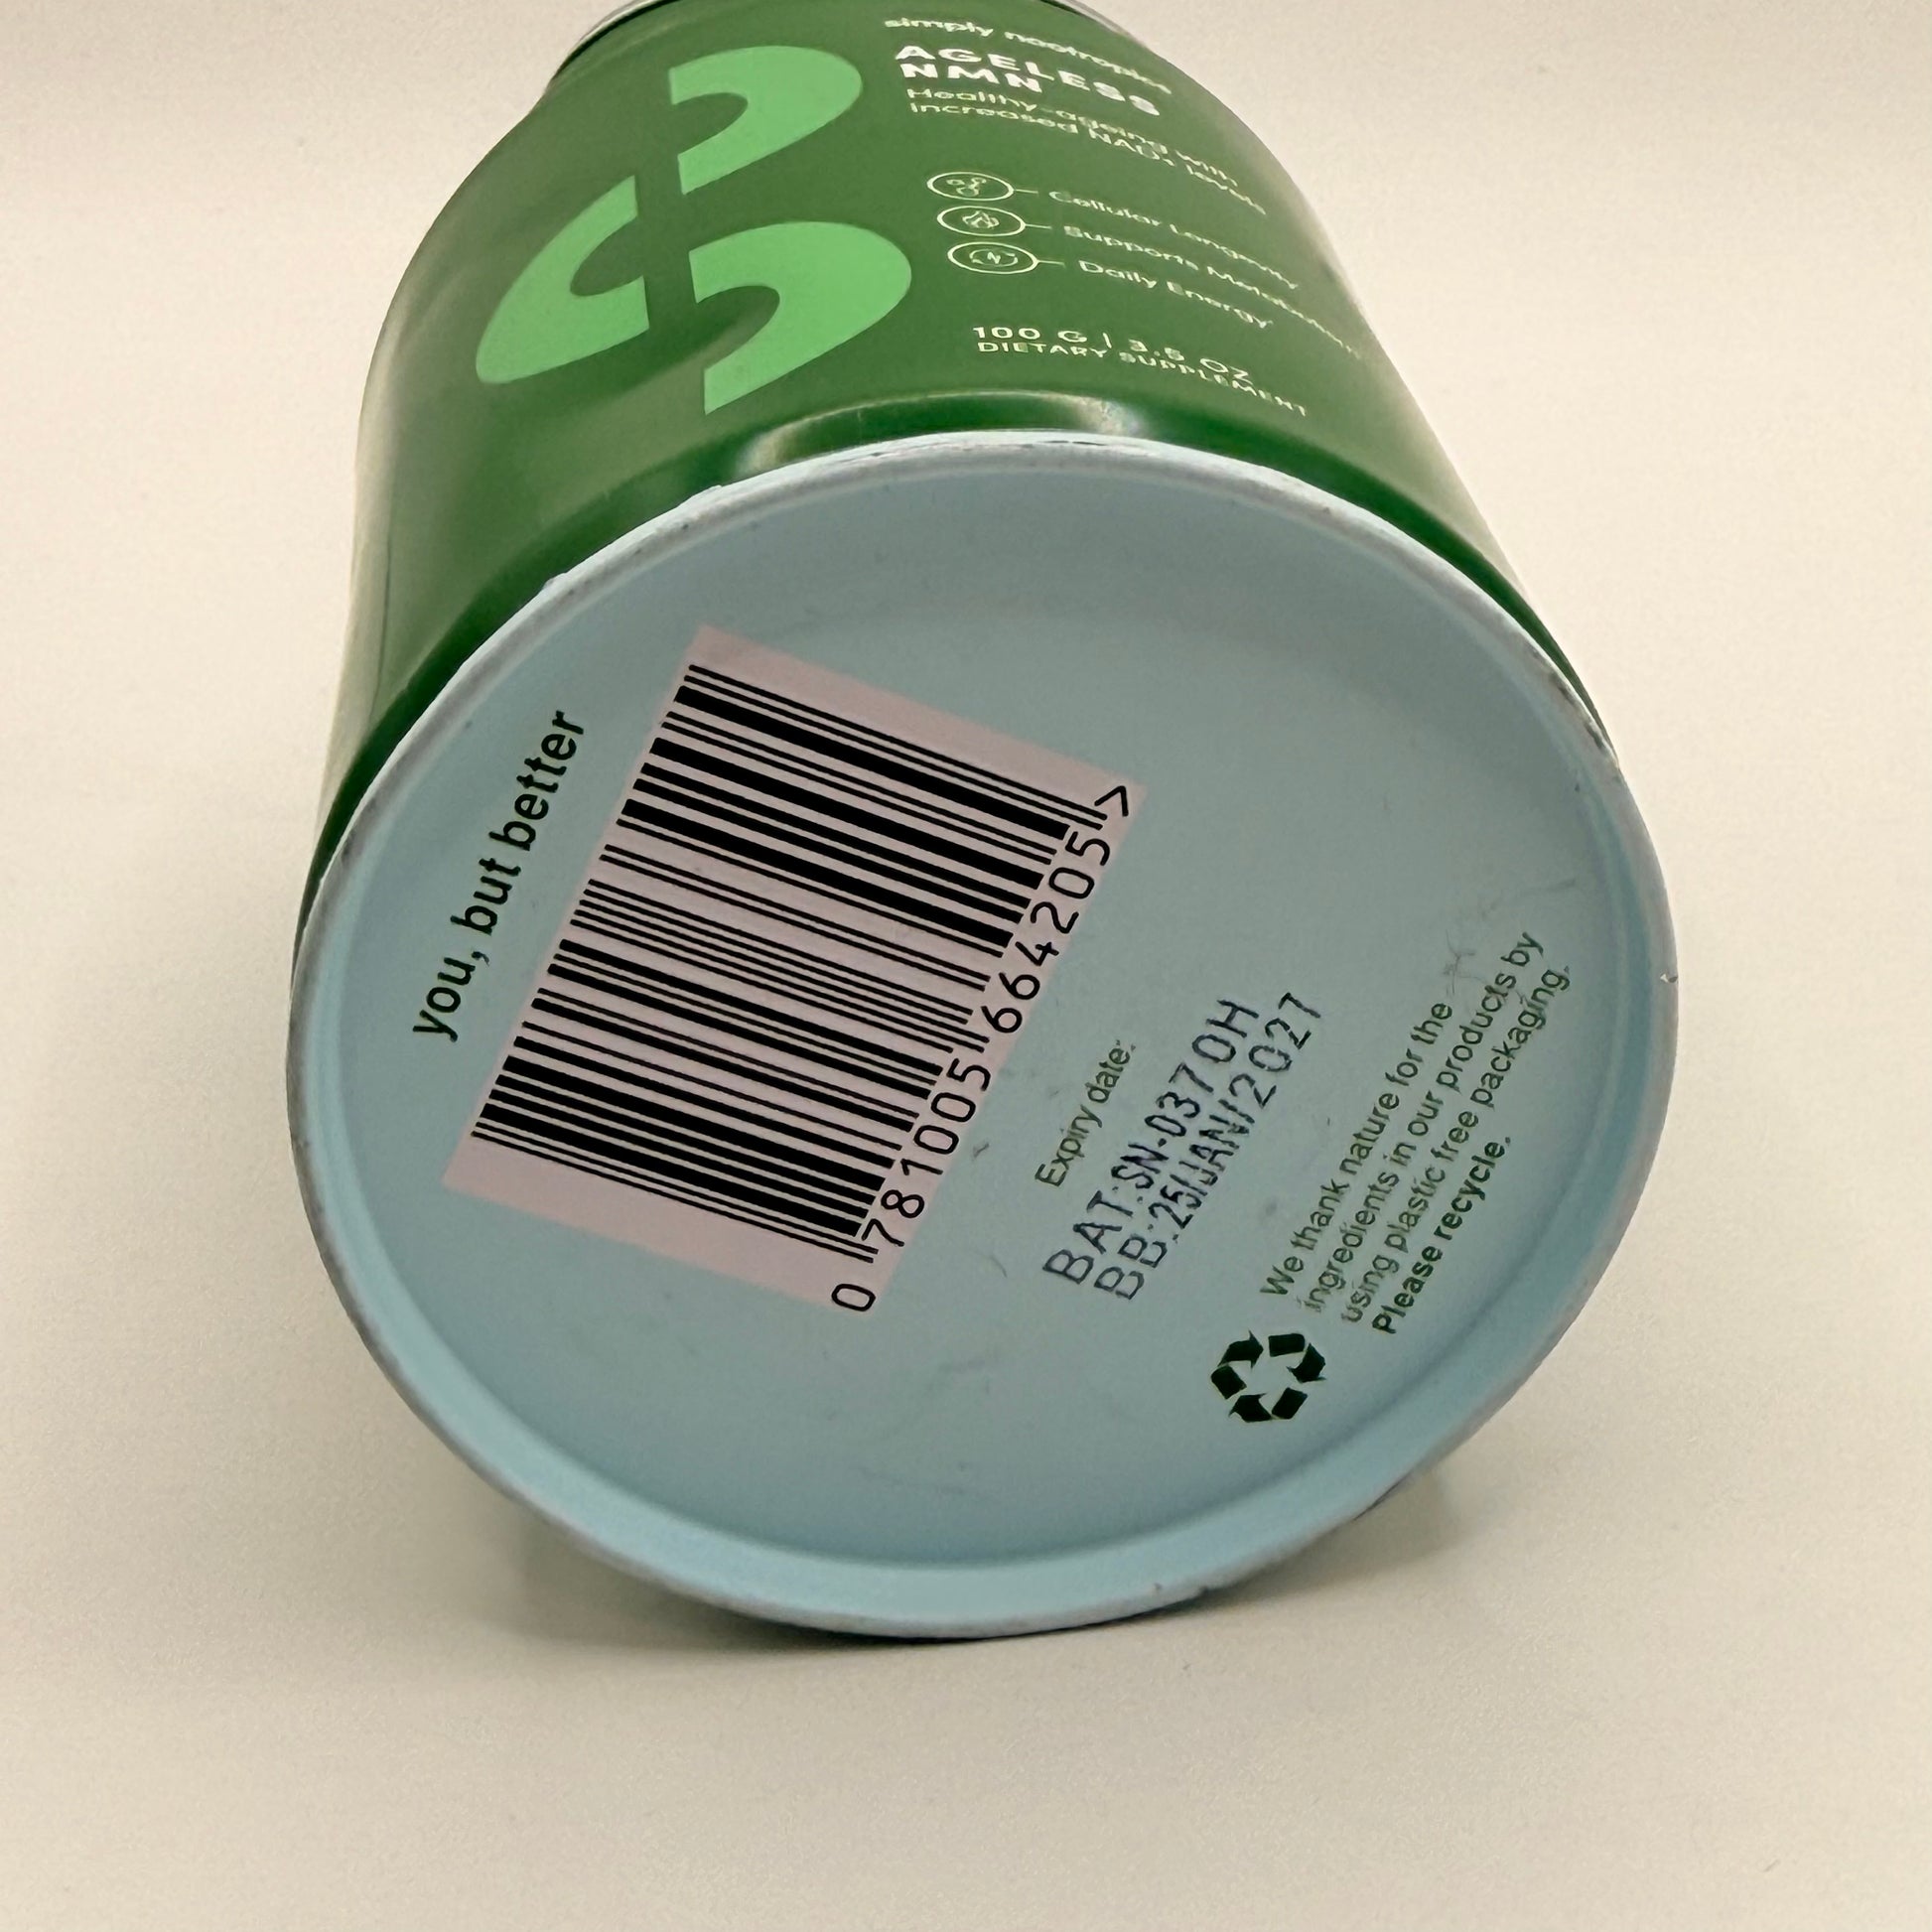 simply nootropics
AGELESS
NMN
Healthy-ageing with
increased NAD+ levels
Cellular Longevity
Supports Metabolism
Daily Energy
100 G | 3.5 OZ
DIETARY SUPPLEMENT
you, but better
0 781005 664205 >
Expiry date:
BAT:SN-0370H
BB:25/JAN/2027
We thank nature for the
ingredients in our products by
using plastic free packaging.
Please recycle.